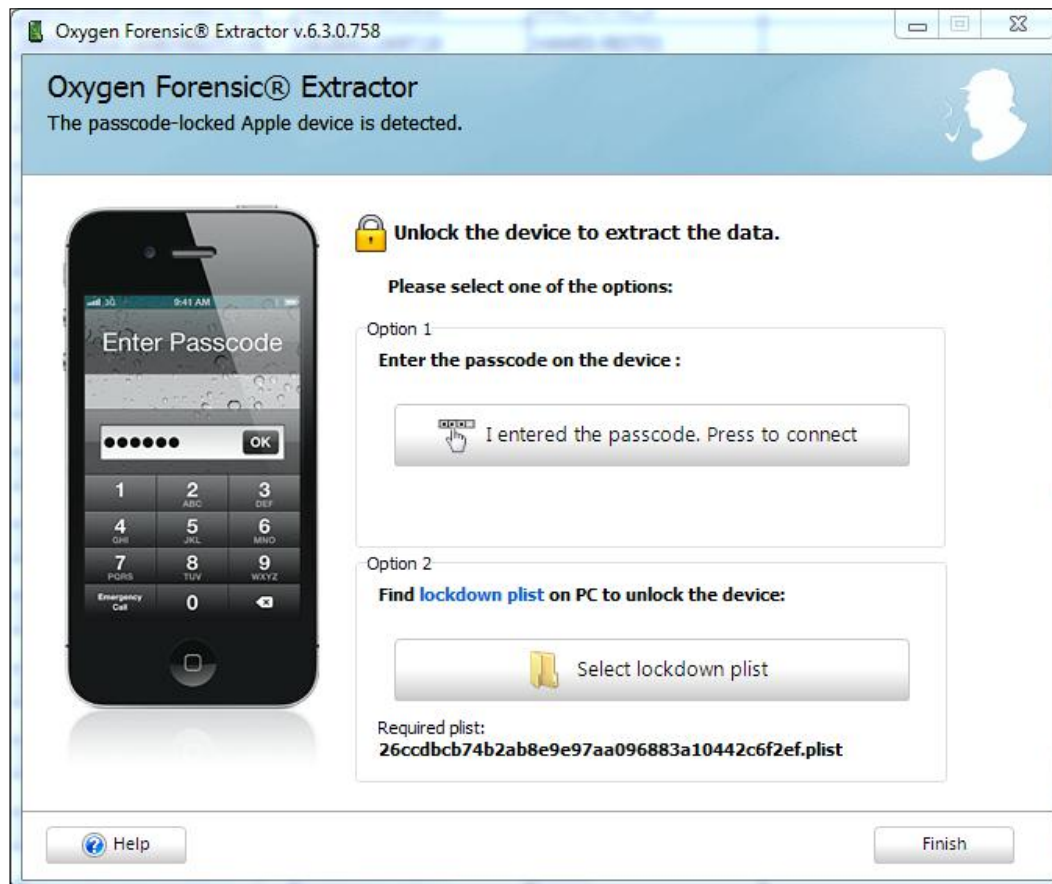 Oxygen Forensic® Extractor v.6.3.0.758
Oxygen Forensic® Extractor
The passcode-locked Apple device is detected.
Unlock the device to extract the data.
Please select one of the options:
Option 1
Enter the passcode on the device :
I entered the passcode. Press to connect
Option 2
Find lockdown plist on PC to unlock the device:
Select lockdown plist
Required plist:
26ccdbcb74b2ab8e9e97aa096883a10442c6f2ef.plist
3G 9:41 AM
Enter Passcode
OK
1 2 3
ABC DEF
4 5 6
GHI JKL MNO
7 8 9
PQRS TUV WXYZ
Emergency
Call
0
Help
Finish